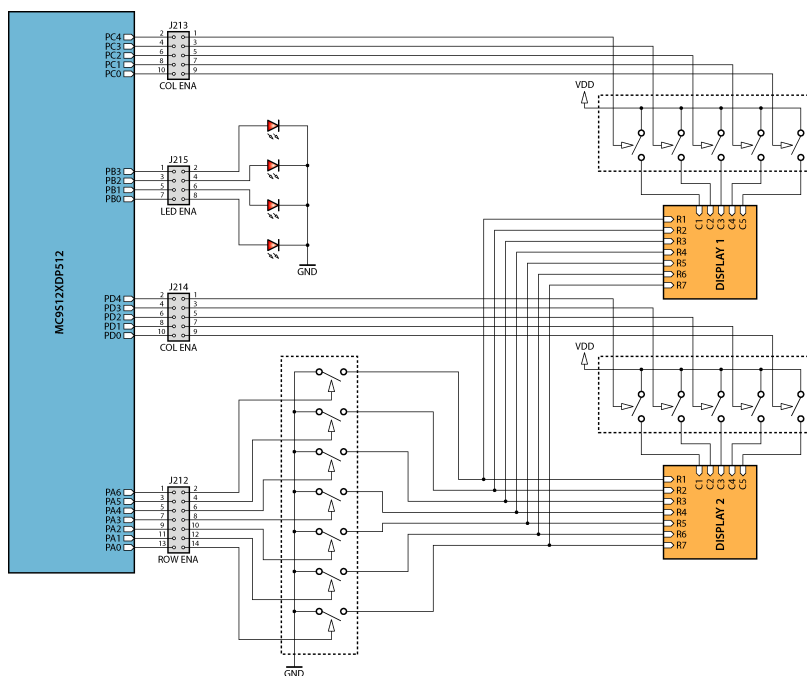 MC9S12XDP512
J213
PC4 2 1
PC3 4 3
PC2 6 5
PC1 8 7
PC0 10 9
COL ENA
VDD
J215
PB3 1 2
PB2 3 4
PB1 5 6
PB0 7 8
LED ENA
GND
C1 C2 C3 C4 C5
R1
R2
R3
R4
R5
R6
R7
DISPLAY 1
J214
PD4 2 1
PD3 4 3
PD2 6 5
PD1 8 7
PD0 10 9
COL ENA
VDD
J212
PA6 1 2
PA5 3 4
PA4 5 6
PA3 7 8
PA2 9 10
PA1 11 12
PA0 13 14
ROW ENA
GND
C1 C2 C3 C4 C5
R1
R2
R3
R4
R5
R6
R7
DISPLAY 2